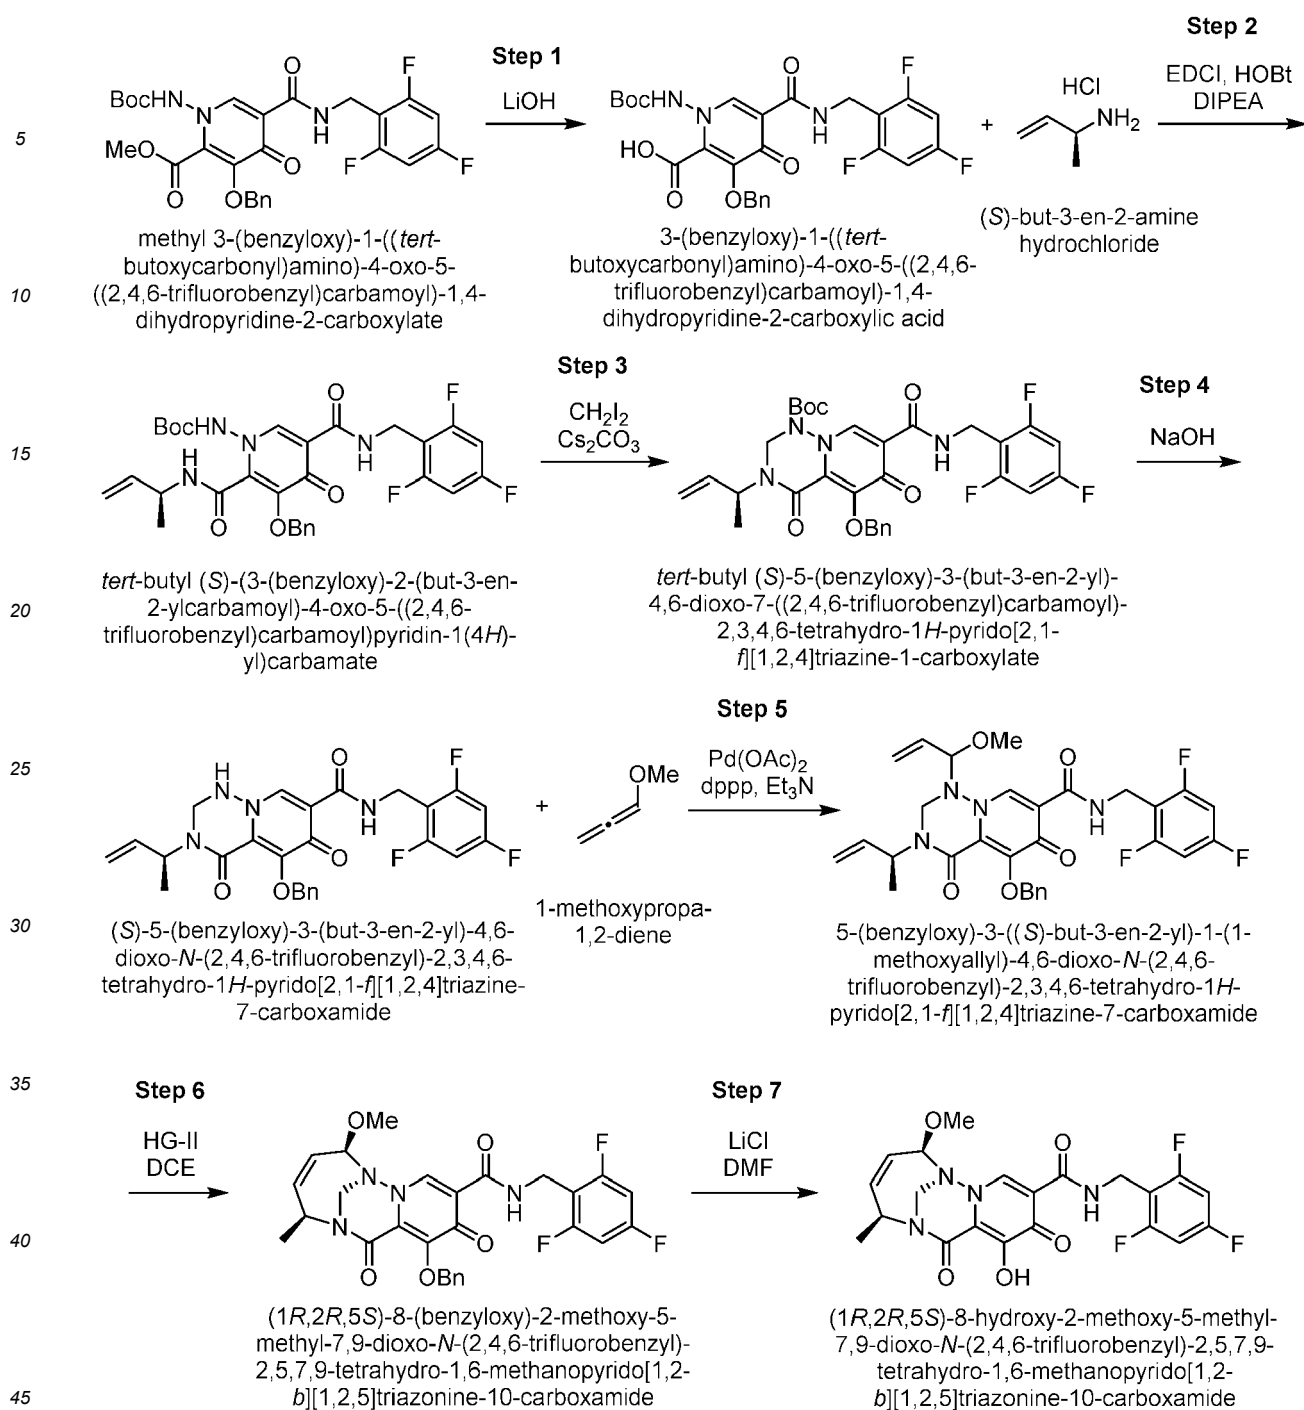 Step 1
LiOH
Step 2
EDCI, HOBt
DIPEA
5
BocHN
N
O
N
H
F
F
F
MeO
O
O
OBn
BocHN
N
O
N
H
F
F
F
HO
O
O
OBn
+
HCl
NH2
methyl 3-(benzyloxy)-1-((tert-
butoxycarbonyl)amino)-4-oxo-5-
((2,4,6-trifluorobenzyl)carbamoyl)-1,4-
dihydropyridine-2-carboxylate
3-(benzyloxy)-1-((tert-
butoxycarbonyl)amino)-4-oxo-5-((2,4,6-
trifluorobenzyl)carbamoyl)-1,4-
dihydropyridine-2-carboxylic acid
(S)-but-3-en-2-amine
hydrochloride
10
Step 3
CH2I2
Cs2CO3
Step 4
NaOH
15
BocHN
N
H
N
O
O
OBn
O
N
H
F
F
F
Boc
N
N
N
O
O
OBn
O
N
H
F
F
F
20
tert-butyl (S)-(3-(benzyloxy)-2-(but-3-en-
2-ylcarbamoyl)-4-oxo-5-((2,4,6-
trifluorobenzyl)carbamoyl)pyridin-1(4H)-
yl)carbamate
tert-butyl (S)-5-(benzyloxy)-3-(but-3-en-2-yl)-
4,6-dioxo-7-((2,4,6-trifluorobenzyl)carbamoyl)-
2,3,4,6-tetrahydro-1H-pyrido[2,1-
f][1,2,4]triazine-1-carboxylate
Step 5
Pd(OAc)2
dppp, Et3N
25
H
N
N
N
O
O
OBn
O
N
H
F
F
F
+
OMe
OMe
N
N
N
O
O
OBn
O
N
H
F
F
F
30
(S)-5-(benzyloxy)-3-(but-3-en-2-yl)-4,6-
dioxo-N-(2,4,6-trifluorobenzyl)-2,3,4,6-
tetrahydro-1H-pyrido[2,1-f][1,2,4]triazine-
7-carboxamide
1-methoxypropa-
1,2-diene
5-(benzyloxy)-3-((S)-but-3-en-2-yl)-1-(1-
methoxyallyl)-4,6-dioxo-N-(2,4,6-
trifluorobenzyl)-2,3,4,6-tetrahydro-1H-
pyrido[2,1-f][1,2,4]triazine-7-carboxamide
35
Step 6
HG-II
DCE
Step 7
LiCl
DMF
OMe
N
N
N
O
O
OBn
O
N
H
F
F
F
OMe
N
N
N
O
O
OH
O
N
H
F
F
F
40
(1R,2R,5S)-8-(benzyloxy)-2-methoxy-5-
methyl-7,9-dioxo-N-(2,4,6-trifluorobenzyl)-
2,5,7,9-tetrahydro-1,6-methanopyrido[1,2-
b][1,2,5]triazonine-10-carboxamide
(1R,2R,5S)-8-hydroxy-2-methoxy-5-methyl-
7,9-dioxo-N-(2,4,6-trifluorobenzyl)-2,5,7,9-
tetrahydro-1,6-methanopyrido[1,2-
b][1,2,5]triazonine-10-carboxamide
45